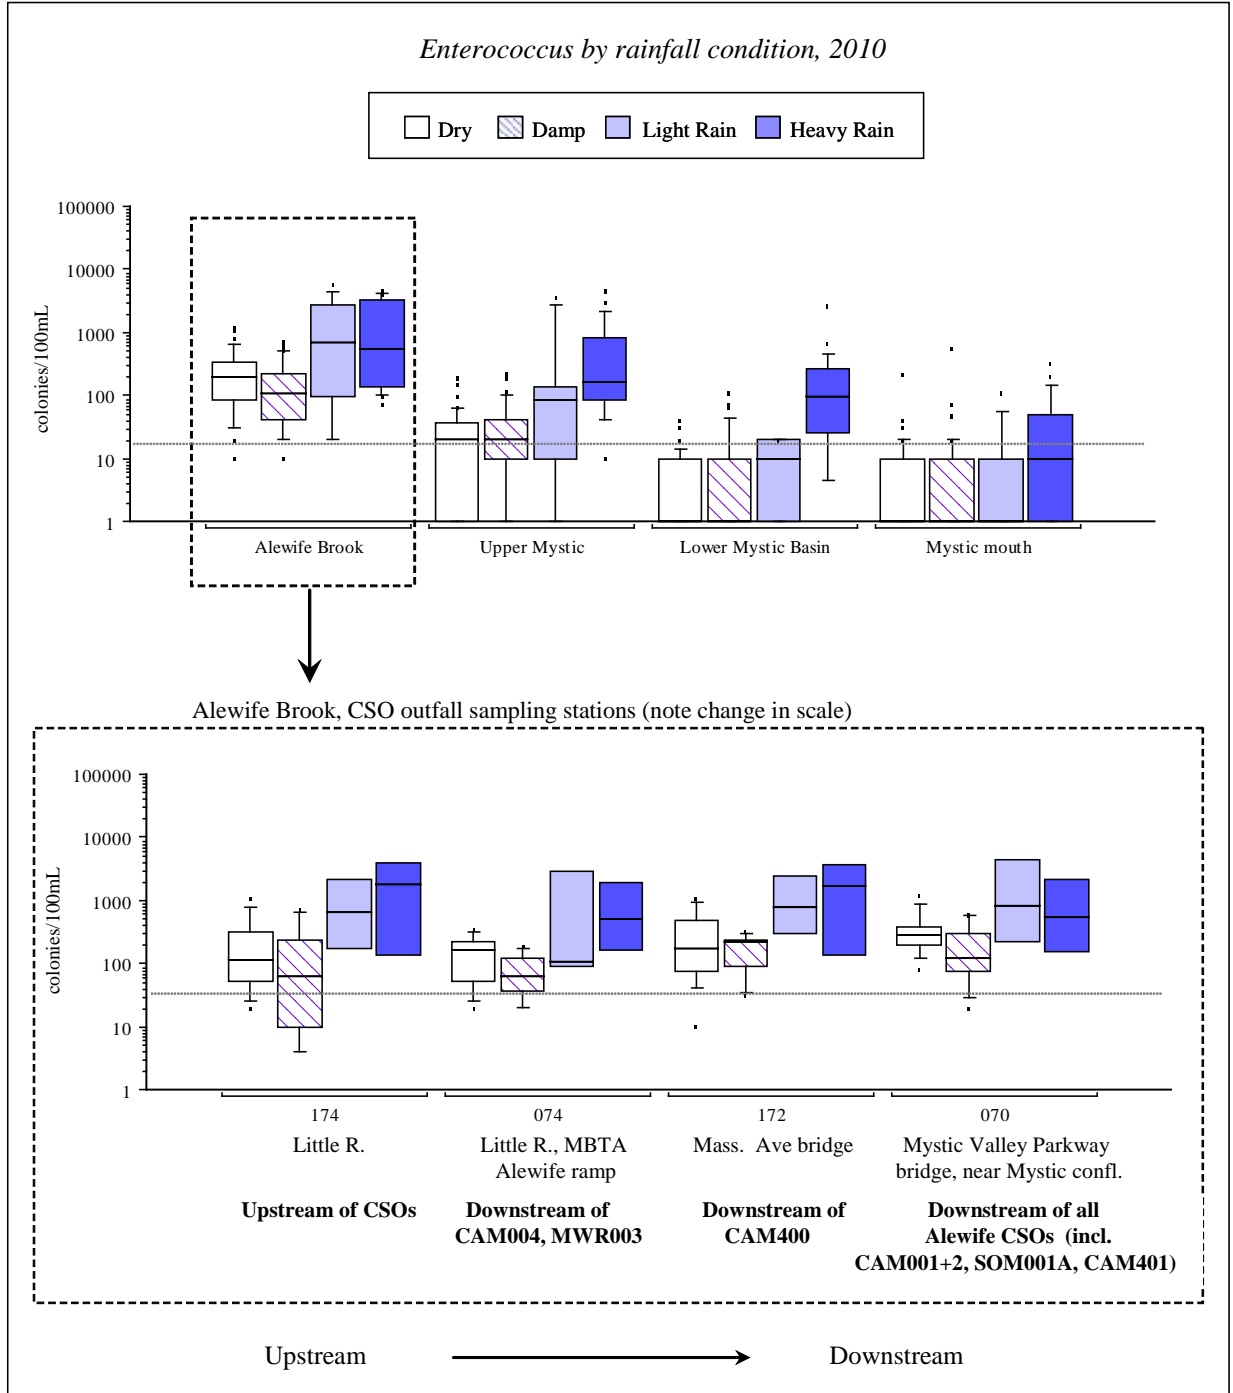 Enterococcus by rainfall condition, 2010
Dry Damp Light Rain Heavy Rain
colonies/100mL
100000
10000
1000
100
10
1
Alewife Brook Upper Mystic Lower Mystic Basin Mystic mouth
Alewife Brook, CSO outfall sampling stations (note change in scale)
colonies/100mL
100000
10000
1000
100
10
1
174 074 172 070
Little R. Little R., MBTA Mass. Ave bridge Mystic Valley Parkway
Alewife ramp bridge, near Mystic confl.
Upstream of CSOs Downstream of Downstream of Downstream of all
CAM004, MWR003 CAM400 Alewife CSOs (incl.
CAM001+2, SOM001A, CAM401)
Upstream Downstream